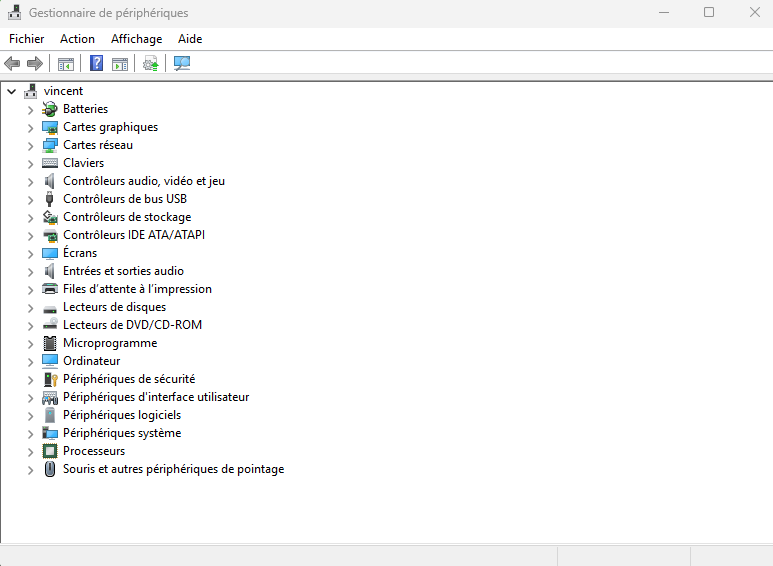 Gestionnaire de périphériques
Fichier Action Affichage Aide
vincent
Batteries
Cartes graphiques
Cartes réseau
Claviers
Contrôleurs audio, vidéo et jeu
Contrôleurs de bus USB
Contrôleurs de stockage
Contrôleurs IDE ATA/ATAPI
Écrans
Entrées et sorties audio
Files d'attente à l'impression
Lecteurs de disques
Lecteurs de DVD/CD-ROM
Microprogramme
Ordinateur
Périphériques de sécurité
Périphériques d'interface utilisateur
Périphériques logiciels
Périphériques système
Processeurs
Souris et autres périphériques de pointage